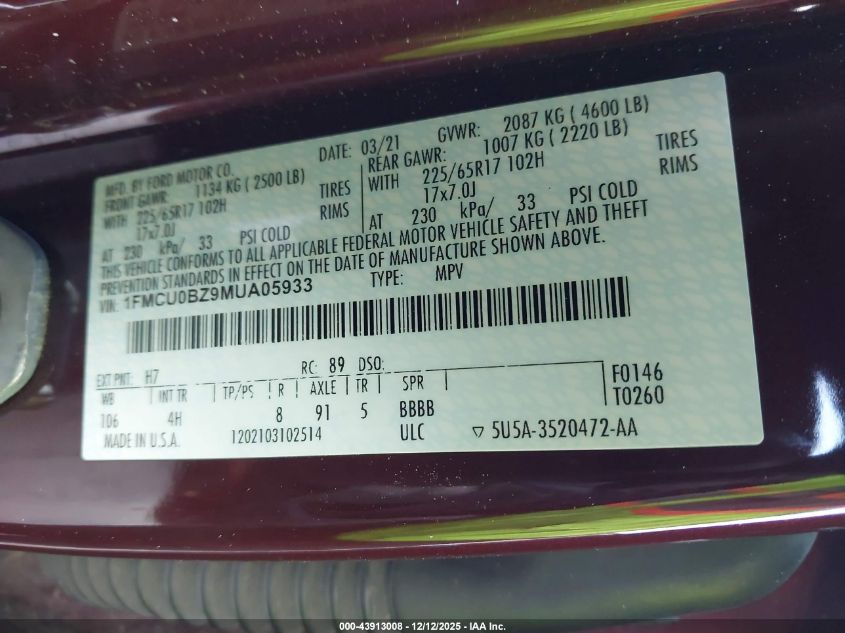 MFD. BY FORD MOTOR CO.
DATE: 03/21 GVWR: 2087 KG ( 4600 LB)
FRONT GAWR: 1134 KG ( 2500 LB)
REAR GAWR: 1007 KG ( 2220 LB)
WITH 225/65R17 102H TIRES
WITH 225/65R17 102H TIRES
17x7.0J RIMS
17x7.0J RIMS
AT 230 kPa/ 33 PSI COLD
AT 230 kPa/ 33 PSI COLD
THIS VEHICLE CONFORMS TO ALL APPLICABLE FEDERAL MOTOR VEHICLE SAFETY AND THEFT
PREVENTION STANDARDS IN EFFECT ON THE DATE OF MANUFACTURE SHOWN ABOVE.
VIN: 1FMCU0BZ9MUA05933 TYPE: MPV
EXT PNT: H7 RC: 89 DSO:
WB INT TR TP/PS R AXLE TR SPR
F0146
T0260
106 4H 8 91 5 BBBB
MADE IN U.S.A. 1202103102514 ULC ▽ 5U5A-3520472-AA
000-43913008 - 12/12/2025 - IAA Inc.